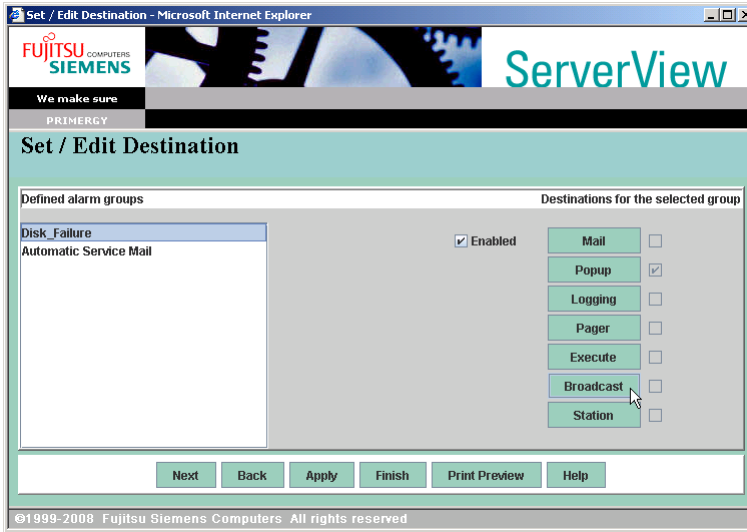 Set / Edit Destination - Microsoft Internet Explorer
FUJITSU COMPUTERS
SIEMENS
ServerView
We make sure
PRIMERGY
Set / Edit Destination
Defined alarm groups
Destinations for the selected group
Disk_Failure
Automatic Service Mail
Enabled
Mail
Popup
Logging
Pager
Execute
Broadcast
Station
Next
Back
Apply
Finish
Print Preview
Help
©1999-2008 Fujitsu Siemens Computers All rights reserved